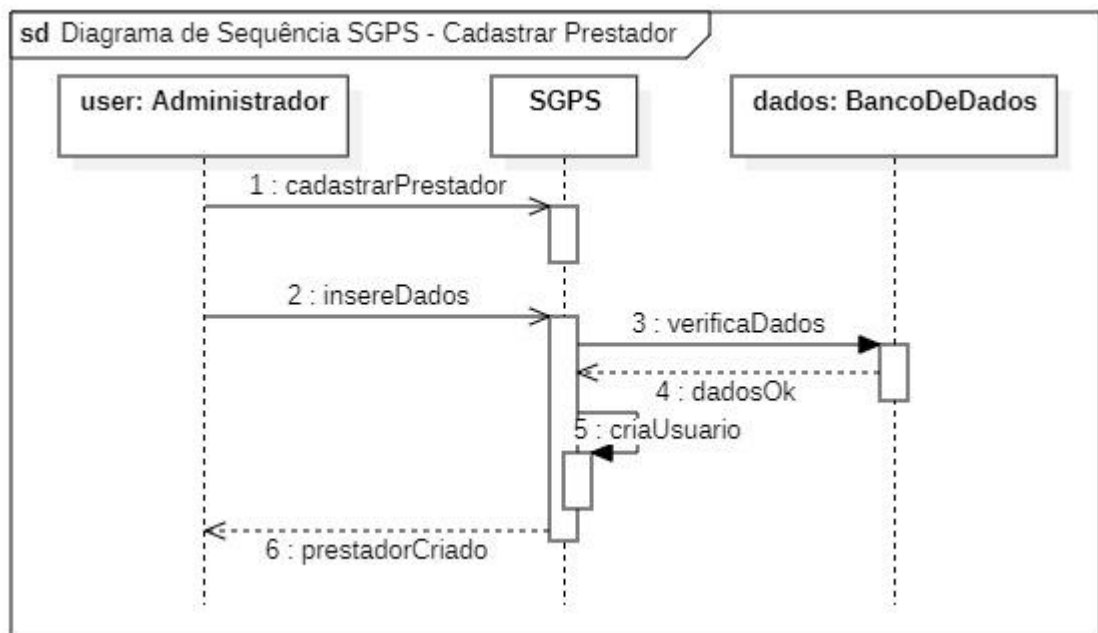 sd Diagrama de Sequência SGPS - Cadastrar Prestador
user: Administrador
SGPS
dados: BancoDeDados
1 : cadastrarPrestador
2 : insereDados
3 : verificaDados
4 : dadosOk
5 : criaUsuario
6 : prestadorCriado